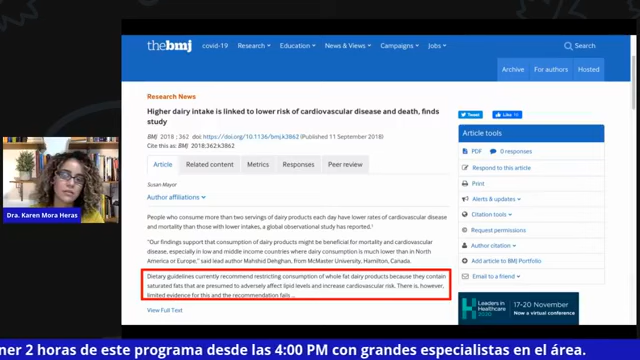 thebmj covid-19 Research Education News & Views Campaigns Jobs Search
Archive For authors Hosted
Research News
Higher dairy intake is linked to lower risk of cardiovascular disease and death, finds
study
BMJ 2018 ; 362 doi: https://doi.org/10.1136/bmj.k3862 (Published 11 September 2018)
Cite this as: BMJ 2018;362:k3862
Article Related content Metrics Responses Peer review
Susan Mayor
Author affiliations
People who consume more than two servings of dairy products each day have lower rates of cardiovascular disease
and mortality than those with lower intakes, a global observational study has reported.
"Our findings support that consumption of dairy products might be beneficial for mortality and cardiovascular
disease, especially in low and middle income countries where dairy consumption is much lower than in North
America or Europe," said lead author Mahshid Dehghan, from McMaster University, Hamilton, Canada.
Dietary guidelines currently recommend restricting consumption of whole fat dairy products because they contain
saturated fats that are presumed to adversely affect lipid levels and increase cardiovascular risk. There is, however,
limited evidence for this and the recommendation fails ...
View Full Text
Tweet Like
Article tools
PDF 0 responses
Respond to this article
Print
Alerts & updates
Citation tools
Request permissions
Author citation
Add article to BMJ Portfolio
Email to a friend
Leaders in
Healthcare
17-20 November
Now a virtual conference
Dra. Karen Mora Heras
ner 2 horas de este programa desde las 4:00 PM con grandes especialistas en el área.